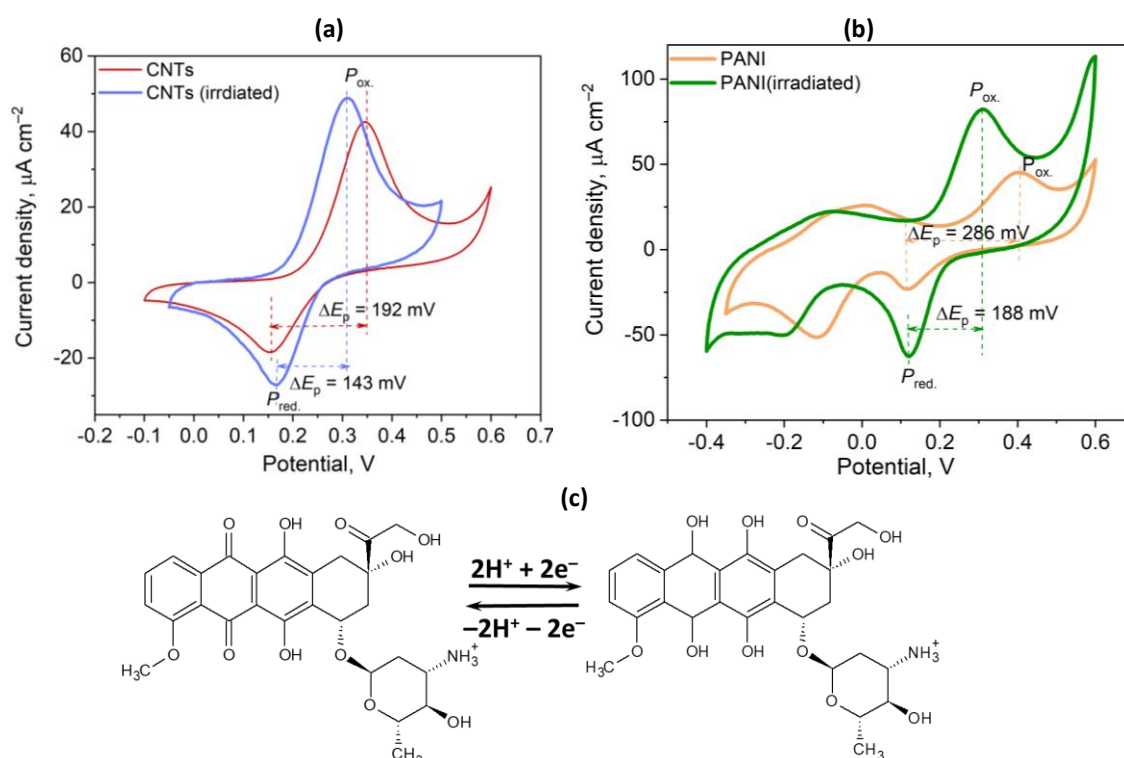 (a)
CNTs
CNTs (irrdiated)
Pox.
ΔEp = 192 mV
ΔEp = 143 mV
Pred.
Current density, μA cm–2
60
40
20
0
-20
-0.2 -0.1 0.0 0.1 0.2 0.3 0.4 0.5 0.6 0.7
Potential, V
(b)
PANI
PANI(irradiated)
Pox.
Pox.
ΔEp = 286 mV
ΔEp = 188 mV
Pred.
Current density, μA cm–2
100
50
0
-50
-100
-0.4 -0.2 0.0 0.2 0.4 0.6
Potential, V
(c)
O OH O OH
OH
O OH O NH3+
O
H3C
O OH
CH3
2H+ + 2e–
–2H+ – 2e–
OH OH O OH
OH
O OH OH O NH3+
H3C
O OH
CH3